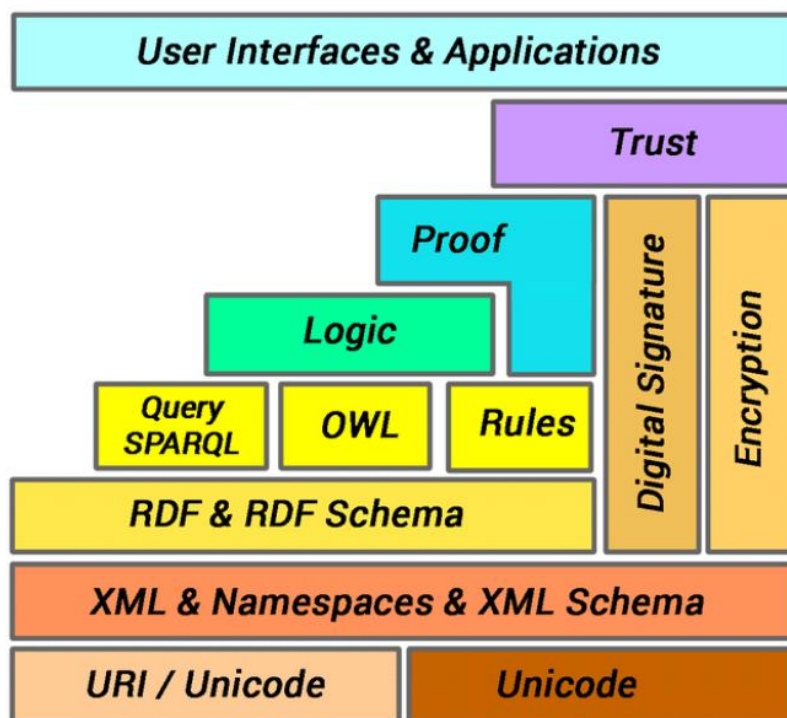 User Interfaces & Applications
Trust
Proof
Digital Signature
Encryption
Logic
Query
SPARQL
OWL
Rules
RDF & RDF Schema
XML & Namespaces & XML Schema
URI / Unicode
Unicode